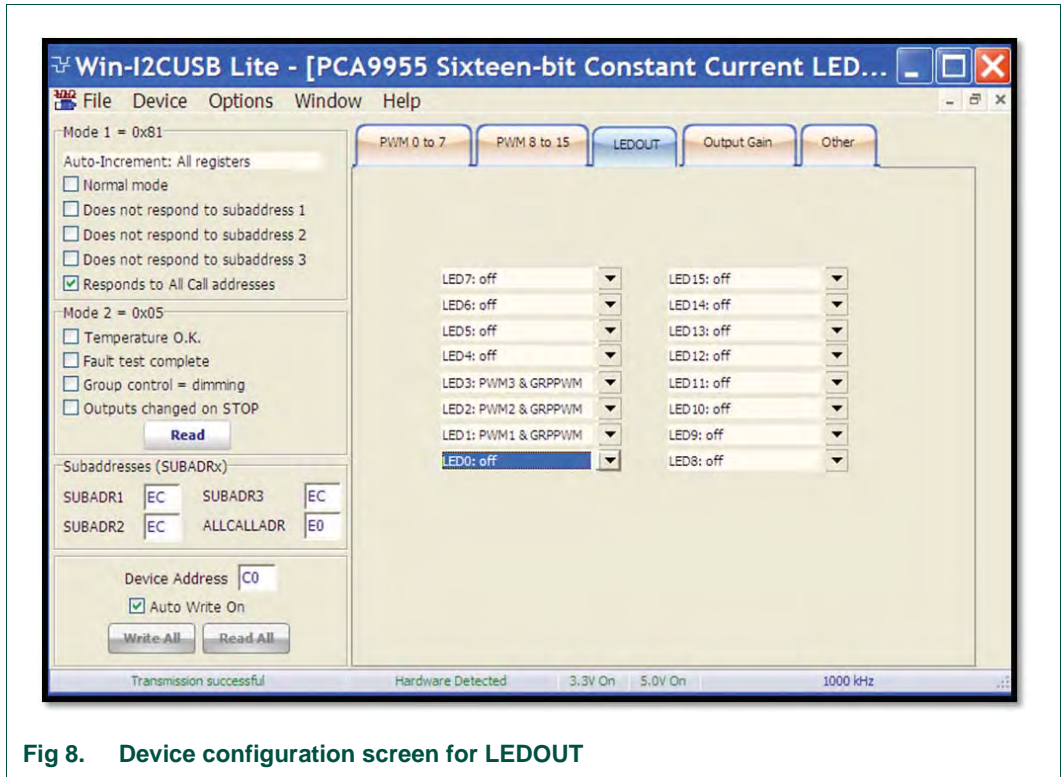 Win-I2CUSB Lite - [PCA9955 Sixteen-bit Constant Current LED...
File Device Options Window Help
Mode 1 = 0x81
Auto-Increment: All registers
Normal mode
Does not respond to subaddress 1
Does not respond to subaddress 2
Does not respond to subaddress 3
Responds to All Call addresses
Mode 2 = 0x05
Temperature O.K.
Fault test complete
Group control = dimming
Outputs changed on STOP
Read
Subaddresses (SUBADRx)
SUBADR1 EC SUBADR3 EC
SUBADR2 EC ALLCALLADR E0
Device Address C0
Auto Write On
Write All Read All
PWM 0 to 7 PWM 8 to 15 LEDOUT Output Gain Other
LED7: off LED15: off
LED6: off LED14: off
LED5: off LED13: off
LED4: off LED12: off
LED3: PWM3 & GRPPWM LED11: off
LED2: PWM2 & GRPPWM LED10: off
LED1: PWM1 & GRPPWM LED9: off
LED0: off LED8: off
Transmission successful Hardware Detected 3.3V On 5.0V On 1000 kHz
Fig 8. Device configuration screen for LEDOUT